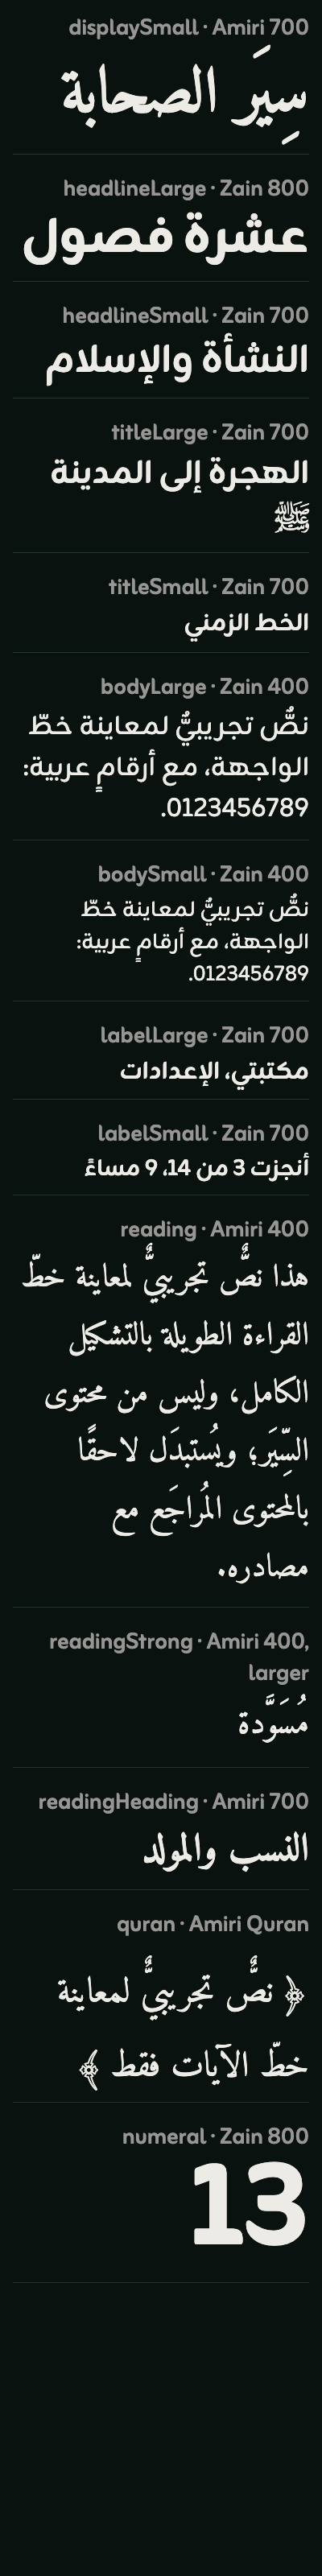 displaySmall · Amiri 700
سِيَر الصحابة
headlineLarge · Zain 800
عشرة فصول
headlineSmall · Zain 700
النشأة والإسلام
titleLarge · Zain 700
الهجرة إلى المدينة
ﷺ
titleSmall · Zain 700
الخط الزمني
bodyLarge · Zain 400
نصٌّ تجريبيٌّ لمعاينة خطّ
الواجهة، مع أرقامٍ عربية:
0123456789.
bodySmall · Zain 400
نصٌّ تجريبيٌّ لمعاينة خطّ
الواجهة، مع أرقامٍ عربية:
0123456789.
labelLarge · Zain 700
مكتبتي، الإعدادات
labelSmall · Zain 700
أنجزت 3 من 14، 9 مساءً
reading · Amiri 400
هذا نصٌّ تجريبيٌّ لمعاينة خطّ
القراءة الطويلة بالتشكيل
الكامل، وليس من محتوى
السِّيَر؛ ويُستبدَل لاحقًا
بالمحتوى المُراجَع مع
مصادره.
readingStrong · Amiri 400,
larger
مُسَوَّدة
readingHeading · Amiri 700
النسب والمولد
quran · Amiri Quran
﴿ نصٌّ تجريبيٌّ لمعاينة
خطّ الآيات فقط ﴾
numeral · Zain 800
13